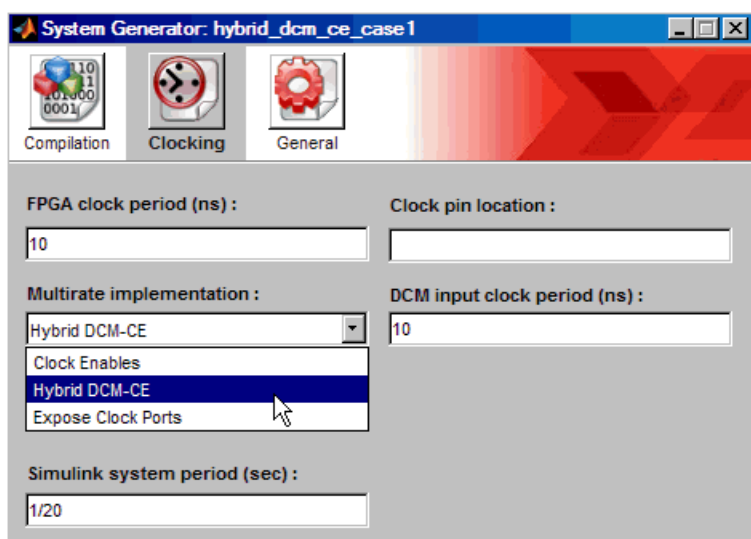 System Generator: hybrid_dcm_ce_case1
Compilation Clocking General
FPGA clock period (ns) :
Clock pin location :
10
Multirate implementation :
DCM input clock period (ns) :
Hybrid DCM-CE
10
Clock Enables
Hybrid DCM-CE
Expose Clock Ports
Simulink system period (sec) :
1/20